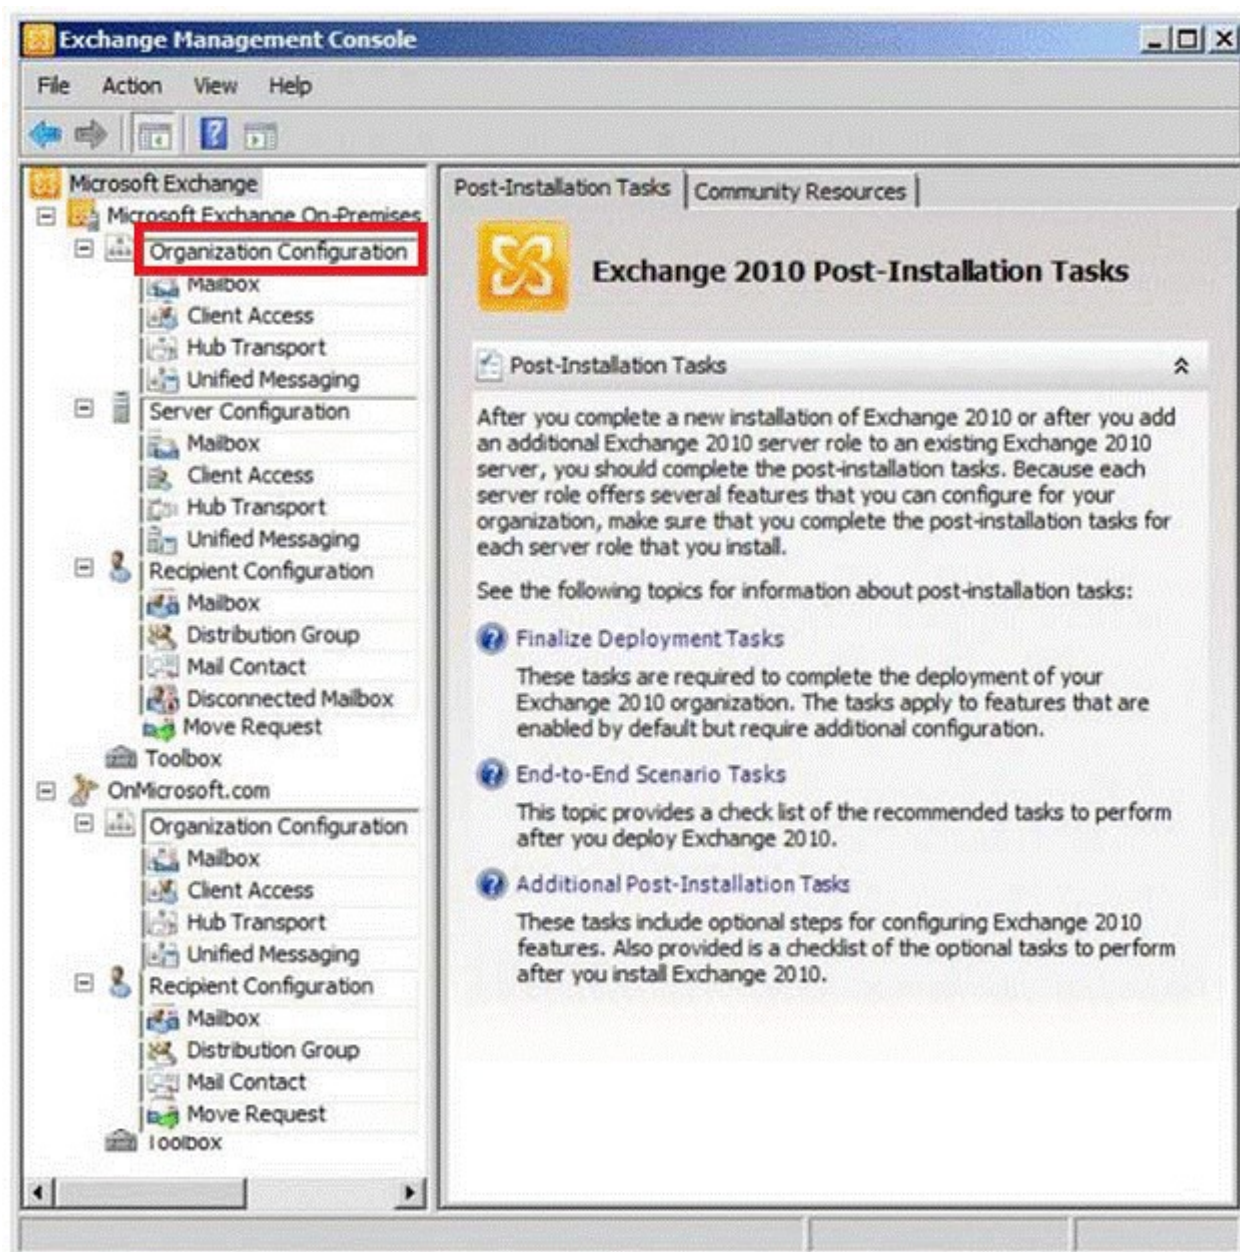 Exchange Management Console
File Action View Help
Microsoft Exchange
Microsoft Exchange On-Premises
Organization Configuration
Mailbox
Client Access
Hub Transport
Unified Messaging
Server Configuration
Mailbox
Client Access
Hub Transport
Unified Messaging
Recipient Configuration
Mailbox
Distribution Group
Mail Contact
Disconnected Mailbox
Move Request
Toolbox
OnMicrosoft.com
Organization Configuration
Mailbox
Client Access
Hub Transport
Unified Messaging
Recipient Configuration
Mailbox
Distribution Group
Mail Contact
Move Request
Toolbox
Post-Installation Tasks Community Resources
Exchange 2010 Post-Installation Tasks
Post-Installation Tasks
After you complete a new installation of Exchange 2010 or after you add
an additional Exchange 2010 server role to an existing Exchange 2010
server, you should complete the post-installation tasks. Because each
server role offers several features that you can configure for your
organization, make sure that you complete the post-installation tasks for
each server role that you install.
See the following topics for information about post-installation tasks:
Finalize Deployment Tasks
These tasks are required to complete the deployment of your
Exchange 2010 organization. The tasks apply to features that are
enabled by default but require additional configuration.
End-to-End Scenario Tasks
This topic provides a check list of the recommended tasks to perform
after you deploy Exchange 2010.
Additional Post-Installation Tasks
These tasks include optional steps for configuring Exchange 2010
features. Also provided is a checklist of the optional tasks to perform
after you install Exchange 2010.